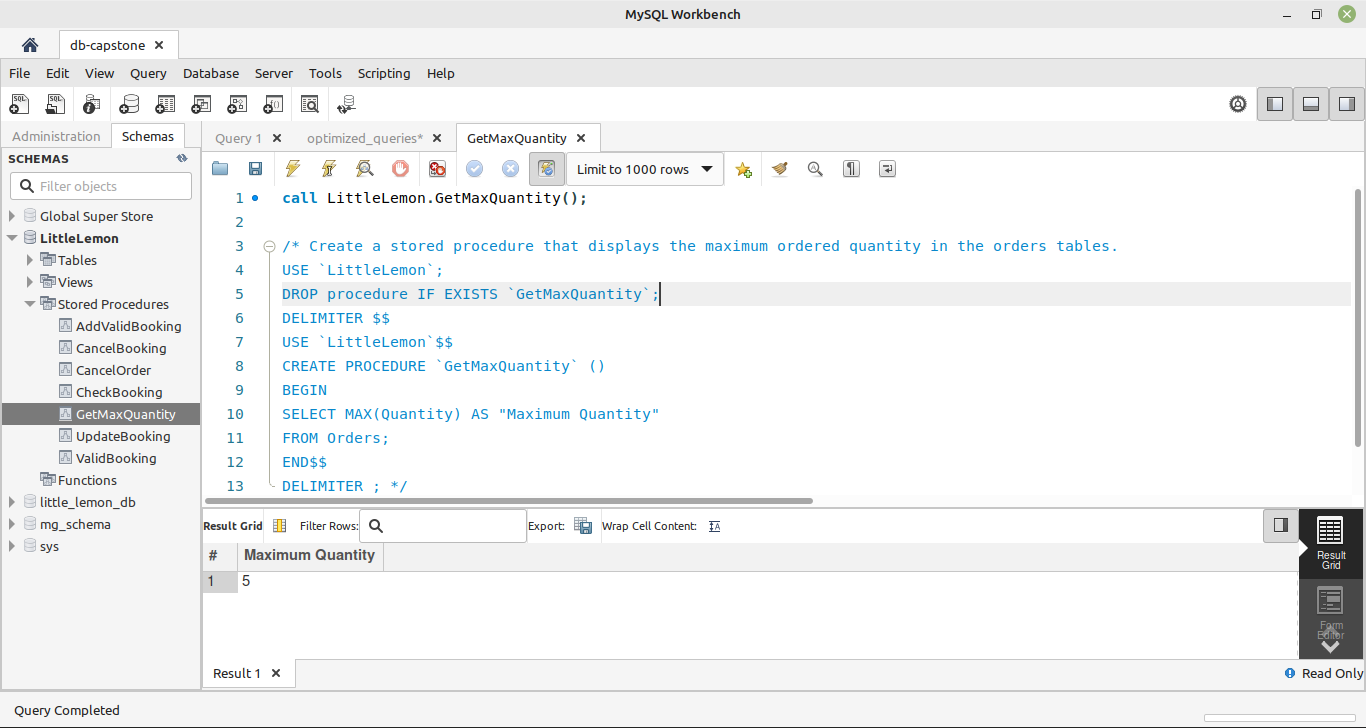 MySQL Workbench
db-capstone
File Edit View Query Database Server Tools Scripting Help
Administration Schemas
SCHEMAS
Filter objects
Global Super Store
LittleLemon
Tables
Views
Stored Procedures
AddValidBooking
CancelBooking
CancelOrder
CheckBooking
GetMaxQuantity
UpdateBooking
ValidBooking
Functions
little_lemon_db
mg_schema
sys
Query 1 optimized_queries* GetMaxQuantity
Limit to 1000 rows
1 call LittleLemon.GetMaxQuantity();
2
3 /* Create a stored procedure that displays the maximum ordered quantity in the orders tables.
4 USE `LittleLemon`;
5 DROP procedure IF EXISTS `GetMaxQuantity`;
6 DELIMITER $$
7 USE `LittleLemon`$$
8 CREATE PROCEDURE `GetMaxQuantity` ()
9 BEGIN
10 SELECT MAX(Quantity) AS "Maximum Quantity"
11 FROM Orders;
12 END$$
13 DELIMITER ; */
Result Grid Filter Rows: Export: Wrap Cell Content:
# Maximum Quantity
1 5
Result
Grid
Form
Editor
Result 1
Read Only
Query Completed